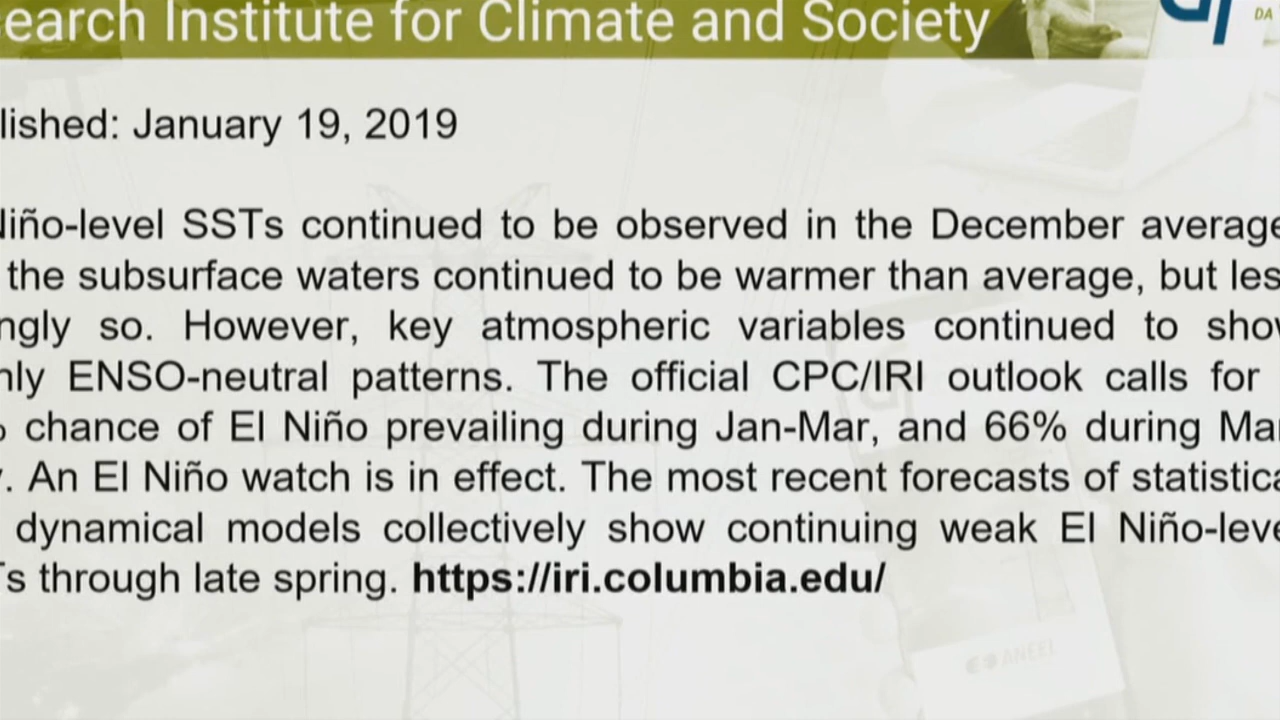 earch Institute for Climate and Society
DA
lished: January 19, 2019
Niño-level SSTs continued to be observed in the December average
the subsurface waters continued to be warmer than average, but les
ngly so. However, key atmospheric variables continued to show
nly ENSO-neutral patterns. The official CPC/IRI outlook calls for
chance of El Niño prevailing during Jan-Mar, and 66% during Mar
. An El Niño watch is in effect. The most recent forecasts of statistica
dynamical models collectively show continuing weak El Niño-leve
Ts through late spring. https://iri.columbia.edu/
ANEEL